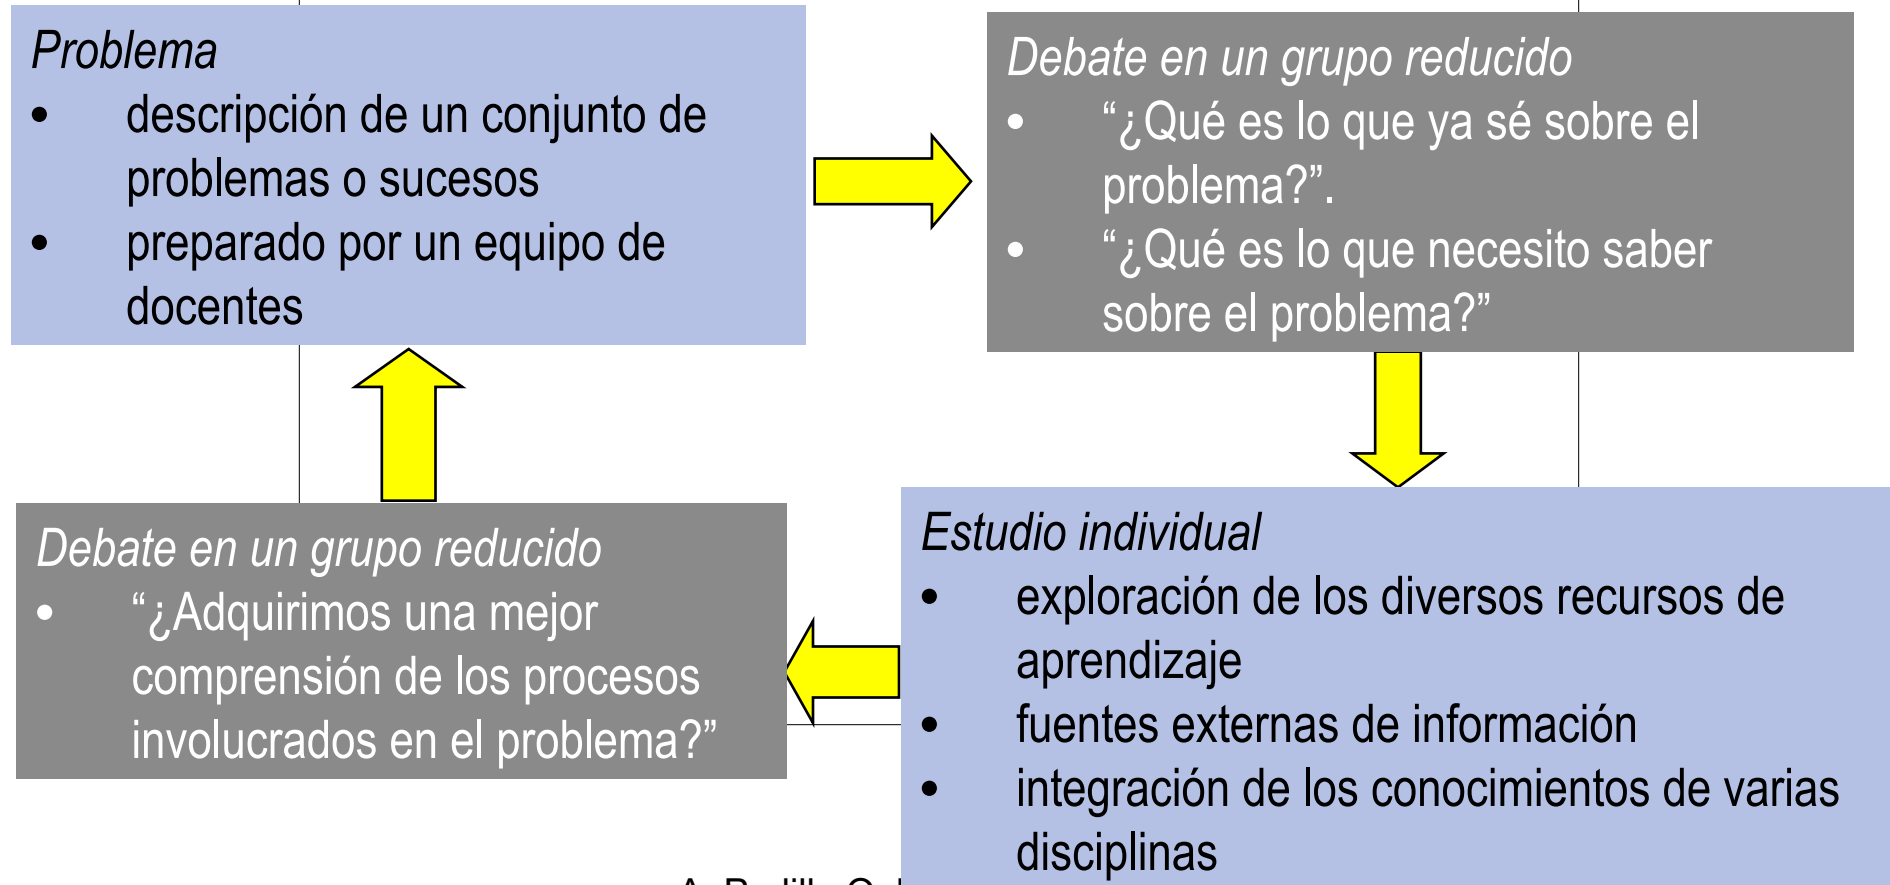 Problema
• descripción de un conjunto de
problemas o sucesos
• preparado por un equipo de
docentes
Debate en un grupo reducido
• “¿Qué es lo que ya sé sobre el
problema?”.
• “¿Qué es lo que necesito saber
sobre el problema?”
Estudio individual
• exploración de los diversos recursos de
aprendizaje
• fuentes externas de información
• integración de los conocimientos de varias
disciplinas
Debate en un grupo reducido
• “¿Adquirimos una mejor
comprensión de los procesos
involucrados en el problema?”